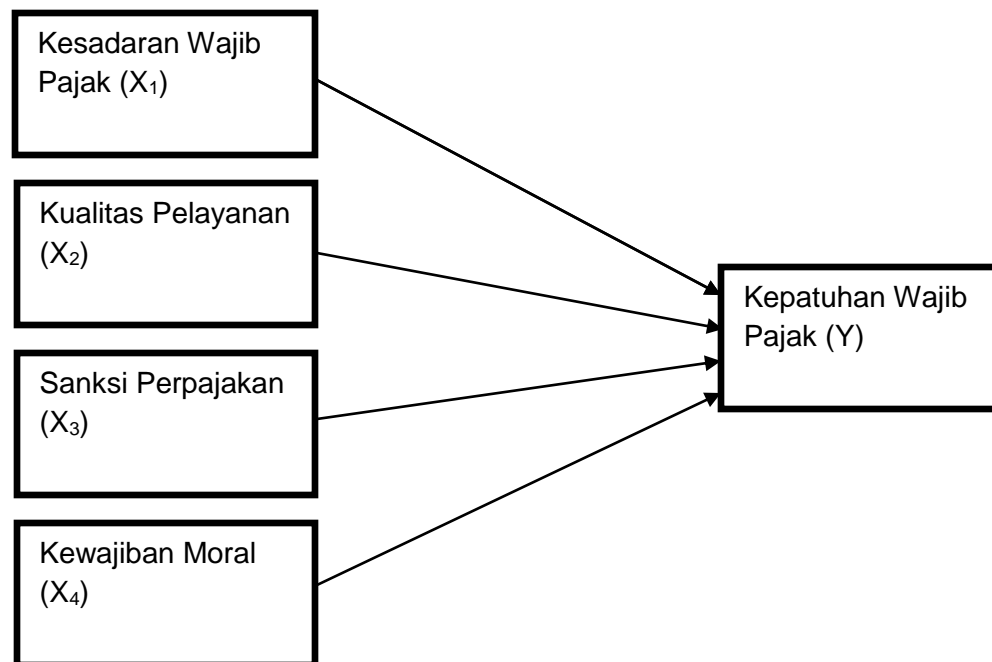 Kesadaran Wajib
Pajak (X₁)
Kualitas Pelayanan
(X₂)
Sanksi Perpajakan
(X₃)
Kewajiban Moral
(X₄)
Kepatuhan Wajib
Pajak (Y)